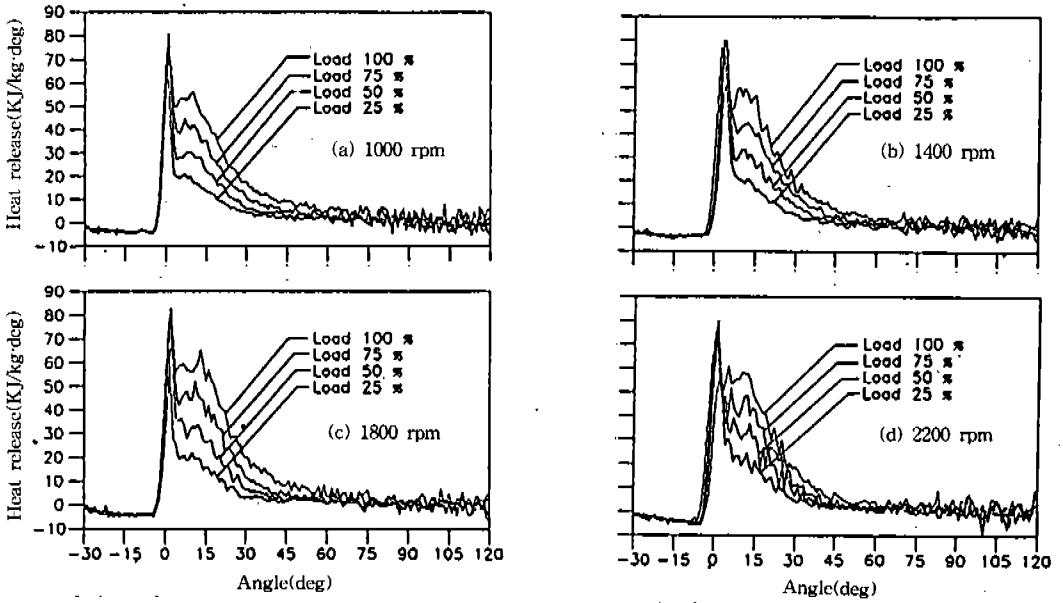 Heat release(KJ/kg·deg)
90
80
70
60
50
40
30
20
10
0
-10
Load 100 %
Load 75 %
Load 50 %
Load 25 %
(a) 1000 rpm
Load 100 %
Load 75 %
Load 50 %
Load 25 %
(b) 1400 rpm
Heat release(KJ/kg·deg)
90
80
70
60
50
40
30
20
10
0
-10
Load 100 %
Load 75 %
Load 50 %
Load 25 %
(c) 1800 rpm
-30 -15 0 15 30 45 60 75 90 105 120
Angle(deg)
Load 100 %
Load 75 %
Load 50 %
Load 25 %
(d) 2200 rpm
-30 -15 0 15 30 45 60 75 90 105 120
Angle(deg)